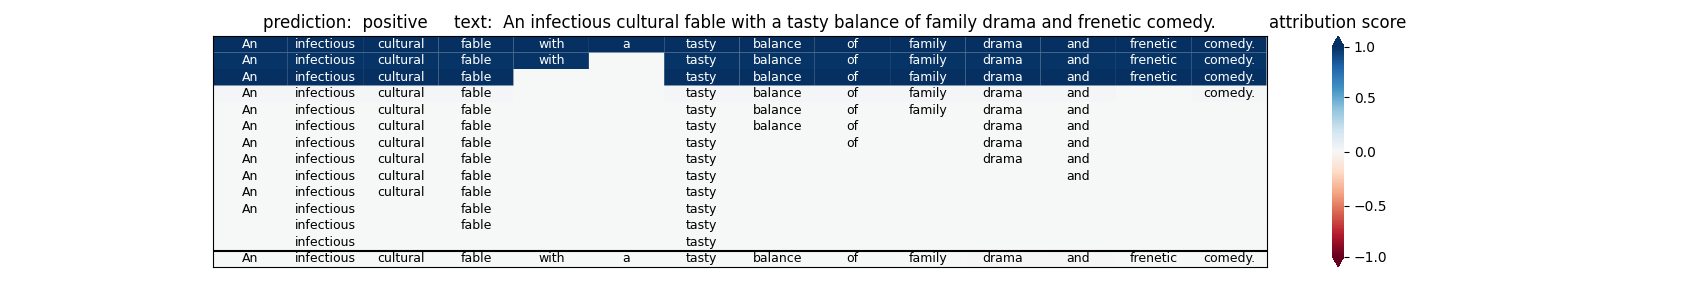 prediction: positive text: An infectious cultural fable with a tasty balance of family drama and frenetic comedy. attribution score
An infectious cultural fable with a tasty balance of family drama and frenetic comedy. 1.0
An infectious cultural fable with tasty balance of family drama and frenetic comedy.
An infectious cultural fable tasty balance of family drama and frenetic comedy.
An infectious cultural fable tasty balance of family drama and comedy. 0.5
An infectious cultural fable tasty balance of family drama and
An infectious cultural fable tasty balance of drama and
An infectious cultural fable tasty of drama and
An infectious cultural fable tasty drama and 0.0
An infectious cultural fable tasty and
An infectious cultural tasty
An infectious fable tasty −0.5
infectious fable tasty
infectious tasty
An infectious cultural fable with a tasty balance of family drama and frenetic comedy. −1.0